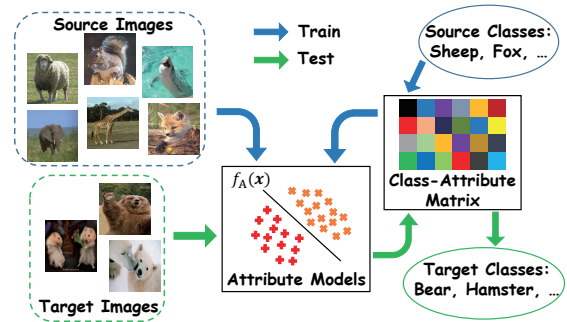 Source Images
Train
Test
Source Classes:
Sheep, Fox, ...
f_A(x)
Class-Attribute
Matrix
Attribute Models
Target Images
Target Classes:
Bear, Hamster, ...